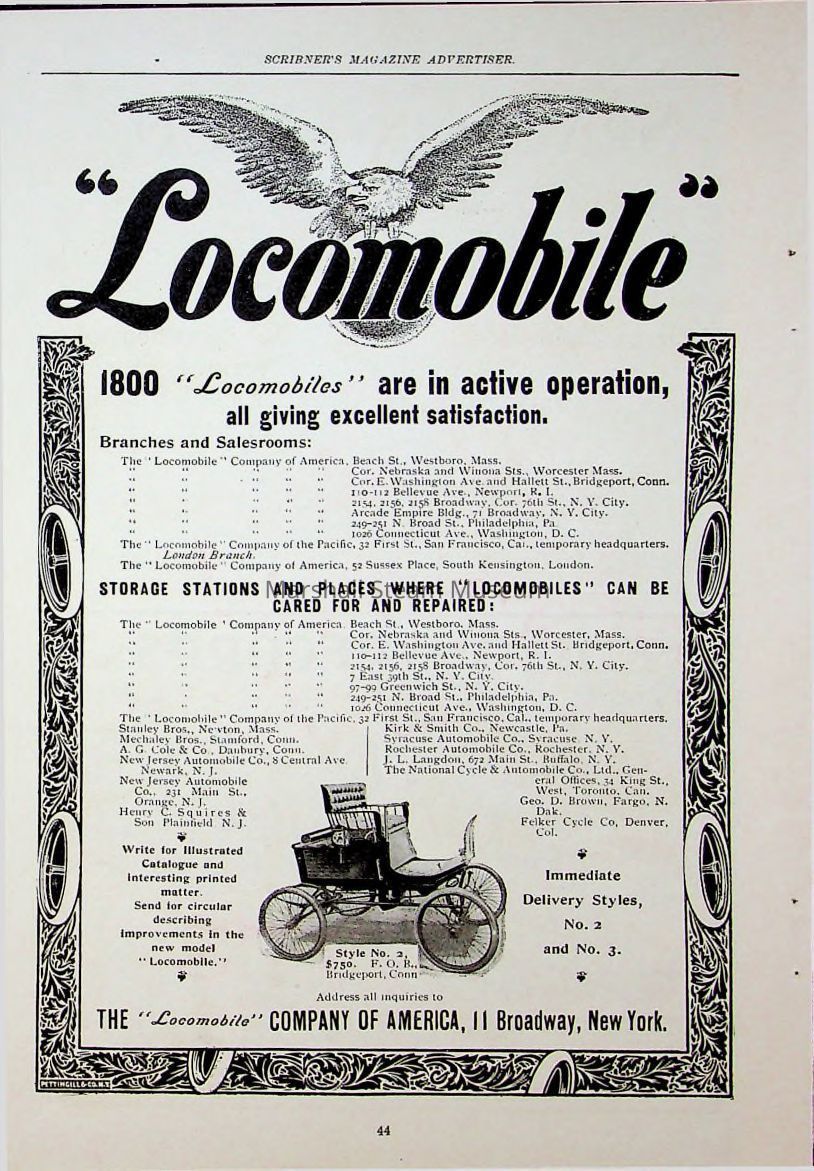 SCRIBNER'S MAGAZINE ADVERTISER.
"Locomobile"
1800 "Locomobiles" are in active operation,
all giving excellent satisfaction.
Branches and Salesrooms:
The ' Locomobile " Company of America, Beach St., Westboro, Mass.
" " " " " Cor. Nebraska and Winona Sts., Worcester Mass.
" " " " " Cor. E. Washington Ave. and Hallett St., Bridgeport, Conn.
" " " " " 110-112 Bellevue Ave., Newport, R. I.
" " " " " 2154, 2156, 2158 Broadway, Cor. 76th St., N. Y. City.
" " " " " Arcade Empire Bldg., 71 Broadway, N. Y. City.
" " " " " 249-251 N. Broad St., Philadelphia, Pa
" " " " " 1026 Connecticut Ave., Washington, D. C.
The " Locomobile " Company of the Pacific, 32 First St., San Francisco, Cal., temporary headquarters.
London Branch.
The " Locomobile " Company of America, 52 Sussex Place, South Kensington, London.
STORAGE STATIONS AND PLACES WHERE "LOCOMOBILES" CAN BE
Marshall Steam Museum
CARED FOR AND REPAIRED:
The " Locomobile ' Company of America. Beach St., Westboro, Mass.
" " " " " Cor. Nebraska and Winona Sts., Worcester, Mass.
" " " " " Cor. E. Washington Ave. and Hallett St. Bridgeport, Conn.
" " " " " 110-112 Bellevue Ave., Newport, R. I.
" " " " " 2154, 2156, 2158 Broadway, Cor. 76th St., N. Y. City.
" " " " " 7 East 39th St., N. Y. City.
" " " " " 97-99 Greenwich St., N. Y. City.
" " " " " 249-251 N. Broad St., Philadelphia, Pa.
" " " " " 1026 Connecticut Ave., Washington, D. C.
The ' Locomobile " Company of the Pacific, 32 First St., San Francisco, Cal., temporary headquarters.
Stanley Bros., Newton, Mass.
Mechaley Bros., Stamford, Conn.
A. G. Cole & Co., Danbury, Conn.
New Jersey Automobile Co., 8 Central Ave
Newark, N. J.
New Jersey Automobile
Co., 231 Main St.,
Orange, N. J.
Henry C. Squires &
Son Plainfield N. J.
Kirk & Smith Co., Newcastle, Pa.
Syracuse Automobile Co., Syracuse, N. Y.
Rochester Automobile Co., Rochester, N. Y.
J. L. Langdon, 672 Main St., Buffalo, N. Y.
The National Cycle & Automobile Co., Ltd., Gen-
eral Offices, 34 King St.,
West, Toronto, Can.
Geo. D. Brown, Fargo, N.
Dak.
Felker Cycle Co, Denver,
Col.
Write for Illustrated
Catalogue and
interesting printed
matter.
Send for circular
describing
improvements in the
new model
" Locomobile."
Style No. 2,
$750. F. O. B.,
Bridgeport, Conn
Immediate
Delivery Styles,
No. 2
and No. 3.
Address all inquiries to
THE "Locomobile" COMPANY OF AMERICA, 11 Broadway, New York.
PETTINGILL & CO. N.Y.
44